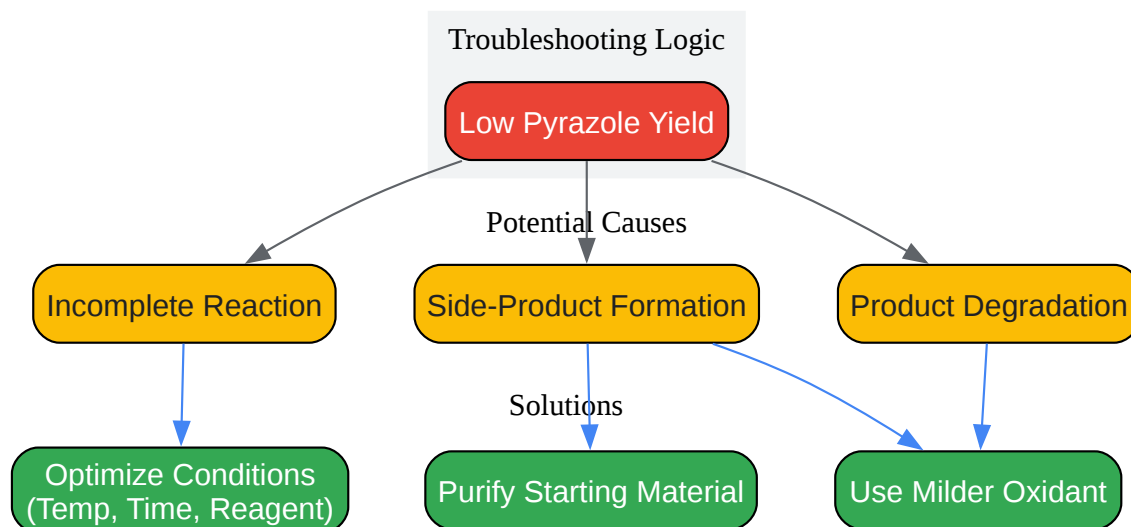 Troubleshooting Logic
Low Pyrazole Yield
Potential Causes
Incomplete Reaction
Side-Product Formation
Product Degradation
Solutions
Optimize Conditions
(Temp, Time, Reagent)
Purify Starting Material
Use Milder Oxidant